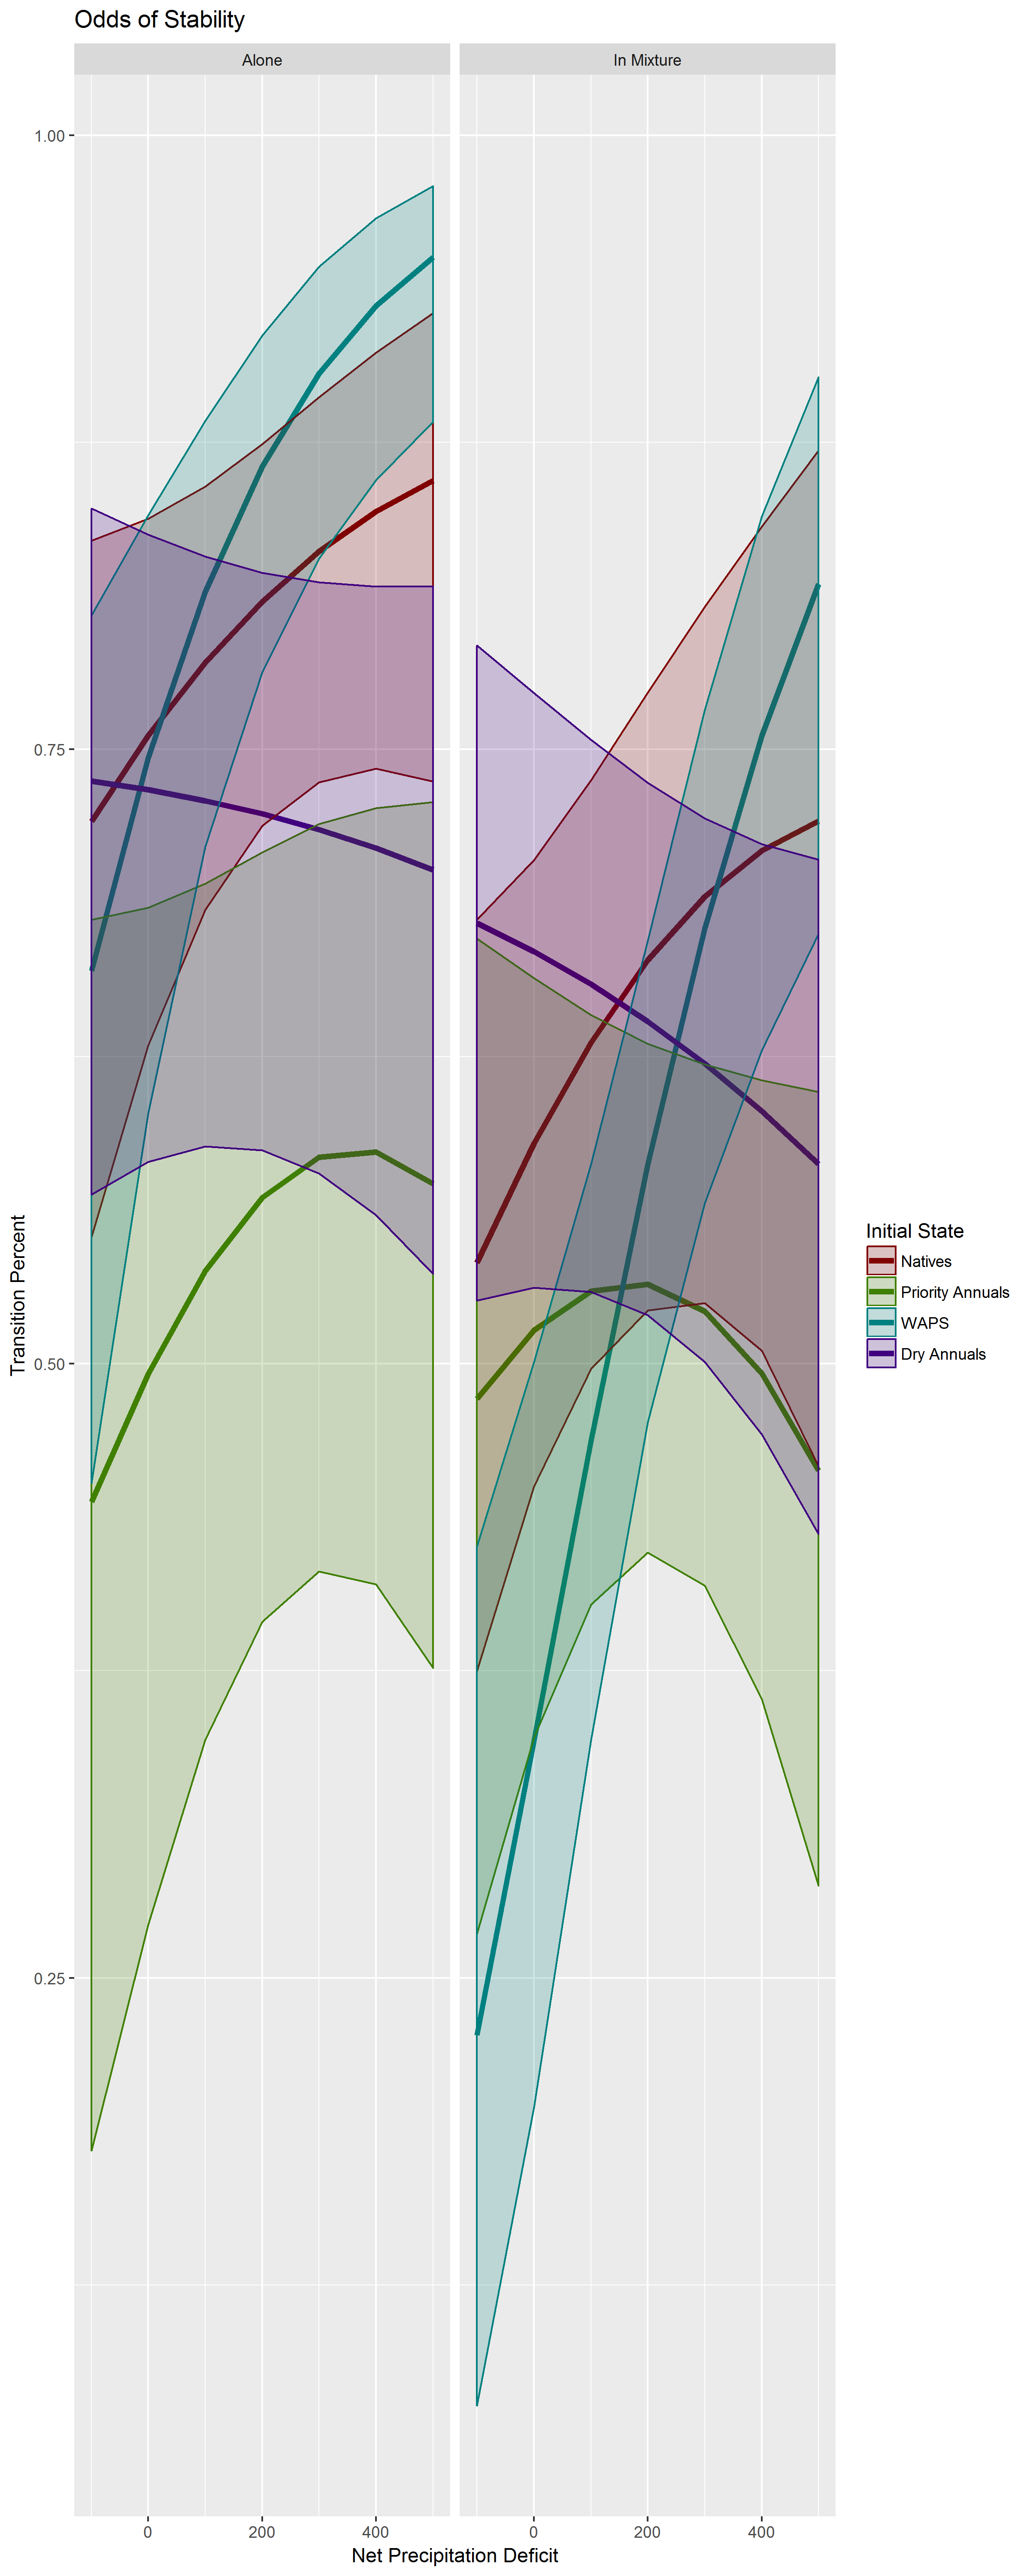 Odds of Stability
Alone
In Mixture
1.00
0.75
0.50
0.25
Transition Percent
0
200
400
0
200
400
Net Precipitation Deficit
Initial State
Natives
Priority Annuals
WAPS
Dry Annuals